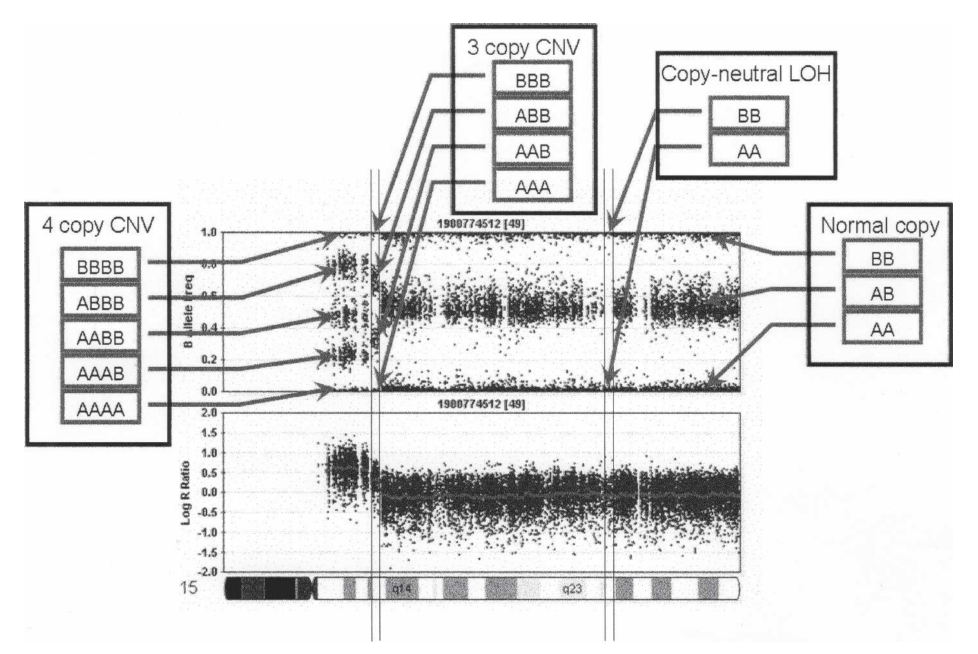 3 copy CNV
BBB
ABB
AAB
AAA
Copy-neutral LOH
BB
AA
4 copy CNV
BBBB
ABBB
AABB
AAAB
AAAA
Normal copy
BB
AB
AA
1900774512 [49]
B Allele Freq
1.0
0.8
0.6
0.4
0.2
0.0
1900774512 [49]
Log R Ratio
2.0
1.5
1.0
0.5
0.0
-0.5
-1.0
-1.5
-2.0
15
q14
q23